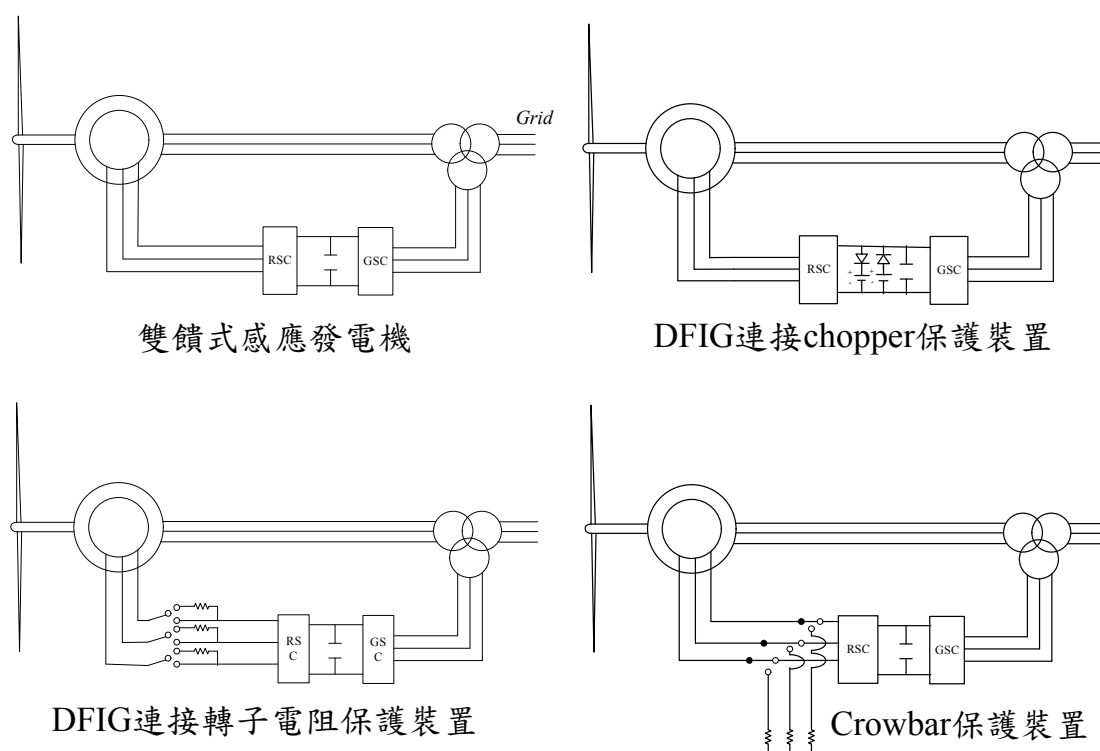 Grid
RSC
GSC
雙饋式感應發電機
RSC
+
-
+
-
GSC
DFIG連接chopper保護裝置
RS
C
GS
C
DFIG連接轉子電阻保護裝置
RSC
GSC
Crowbar保護裝置